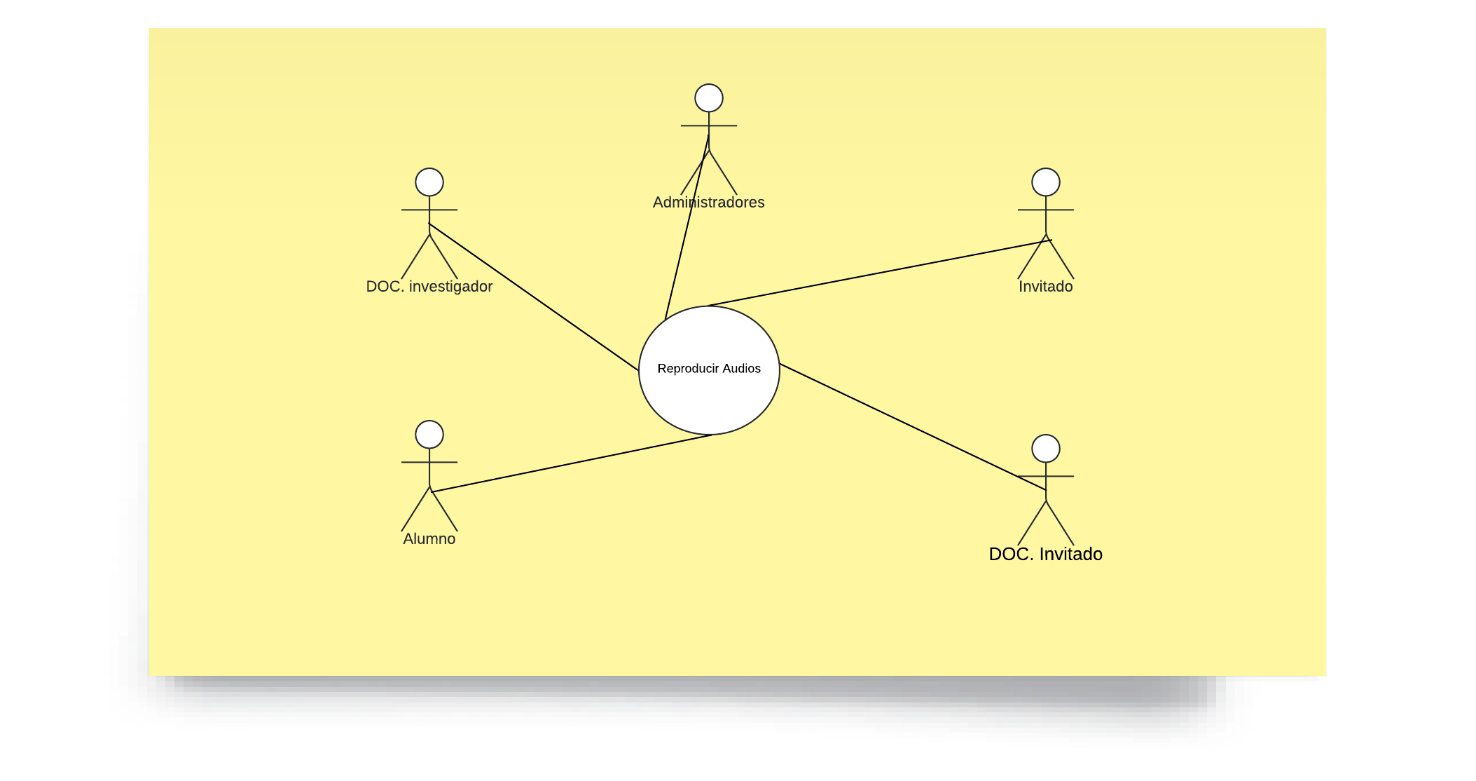 Administradores
DOC. investigador
Invitado
Reproducir Audios
Alumno
DOC. Invitado